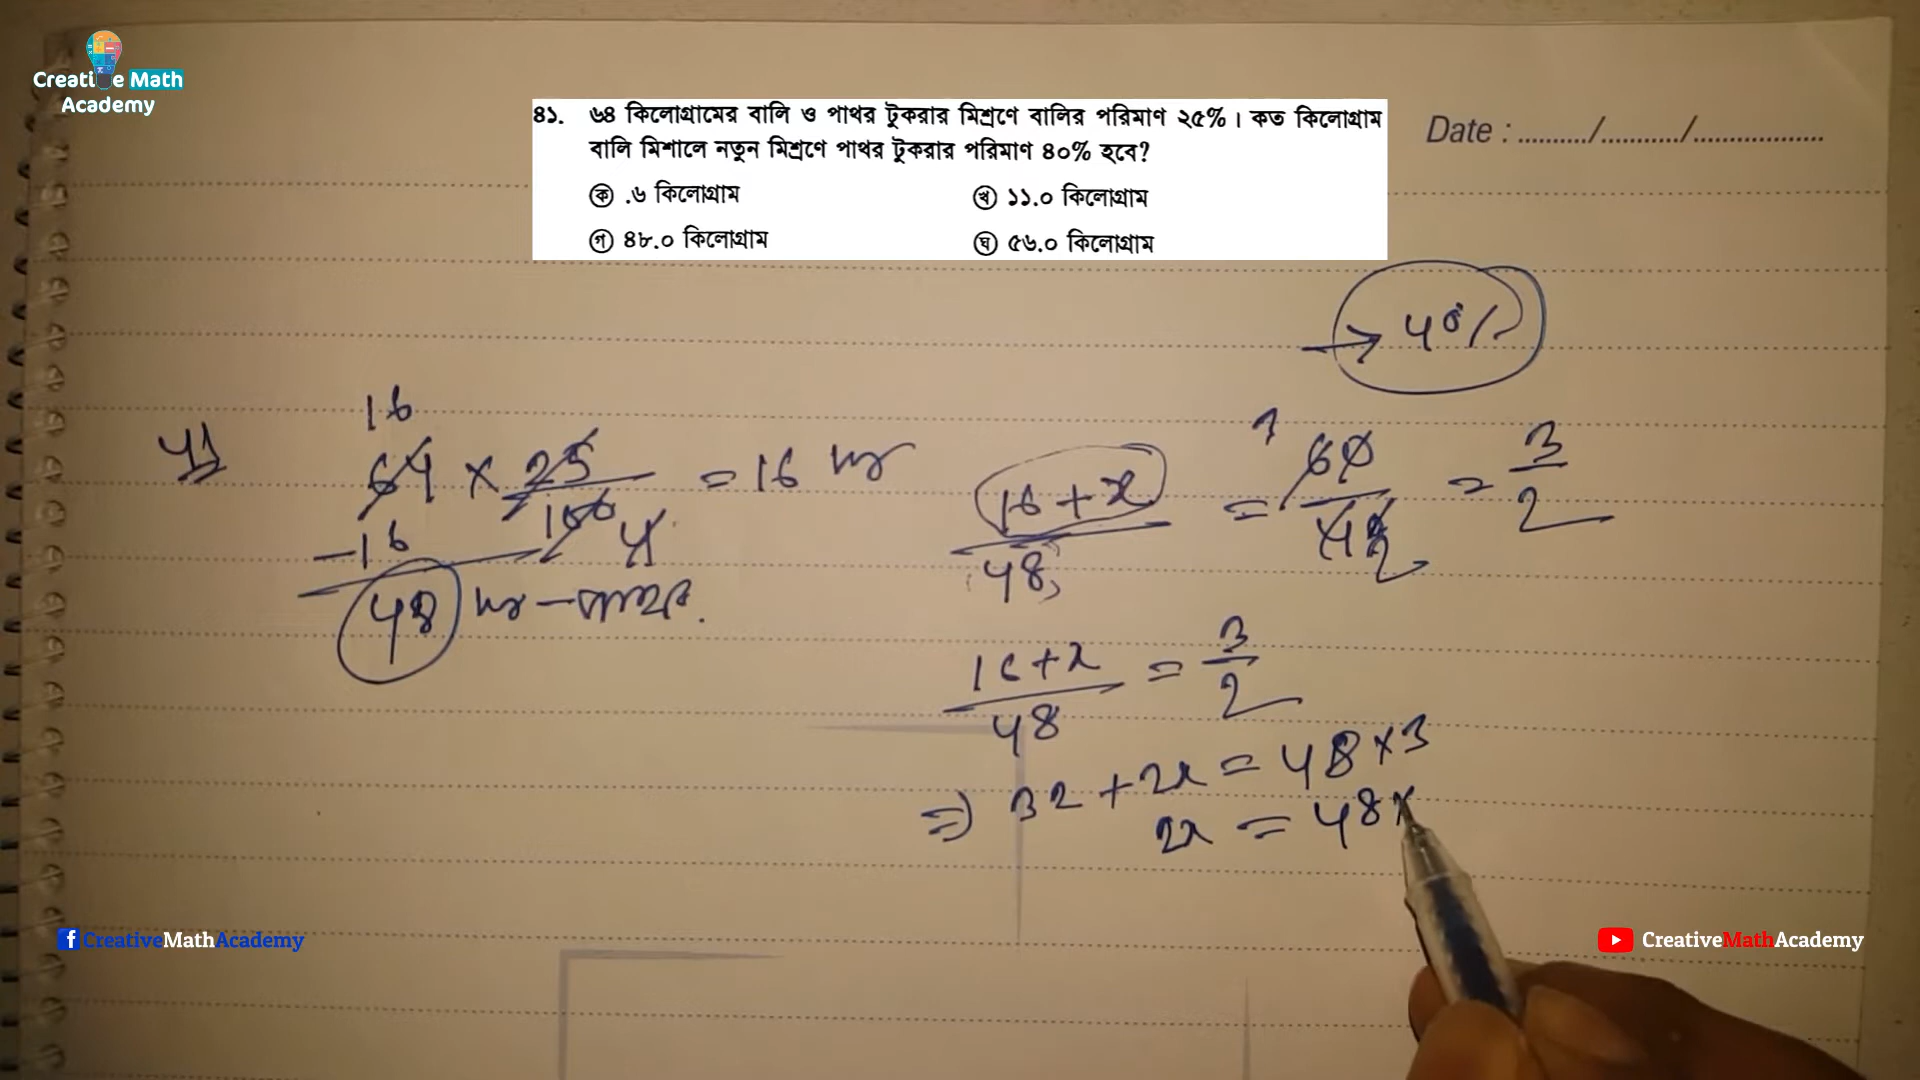 Creative Math
Academy
৪১. ৬৪ কিলোগ্রামের বালি ও পাথর টুকরার মিশ্রণে বালির পরিমাণ ২৫%। কত কিলোগ্রাম
বালি মিশালে নতুন মিশ্রণে পাথর টুকরার পরিমাণ ৪০% হবে?
ক .৬ কিলোগ্রাম
খ ১১.০ কিলোগ্রাম
গ ৪৮.০ কিলোগ্রাম
ঘ ৫৬.০ কিলোগ্রাম
Date : ........./........../................
→ 40%
41)
16
64 × 25/100 4 = 16
-16
48
16+x/48 = 60/40 = 3/2
16+x/48 = 3/2
⇒ 32 + 2x = 48×3
2x = 48×
CreativeMathAcademy
CreativeMathAcademy